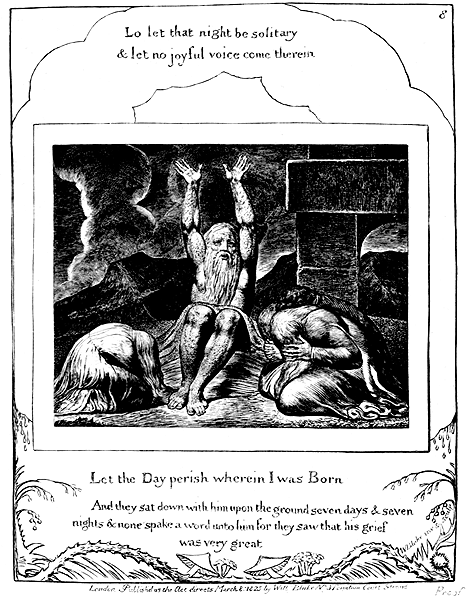 8
Lo let that night be solitary
& let no joyful voice come therein
Let the Day perish wherein I was Born
And they sat down with him upon the ground seven days & seven
nights & none spake a word unto him for they saw that his grief
was very great
London Publishd as the Act directs March 8: 1825 by Will Blake N 3 Fountain Court Strand
Proof